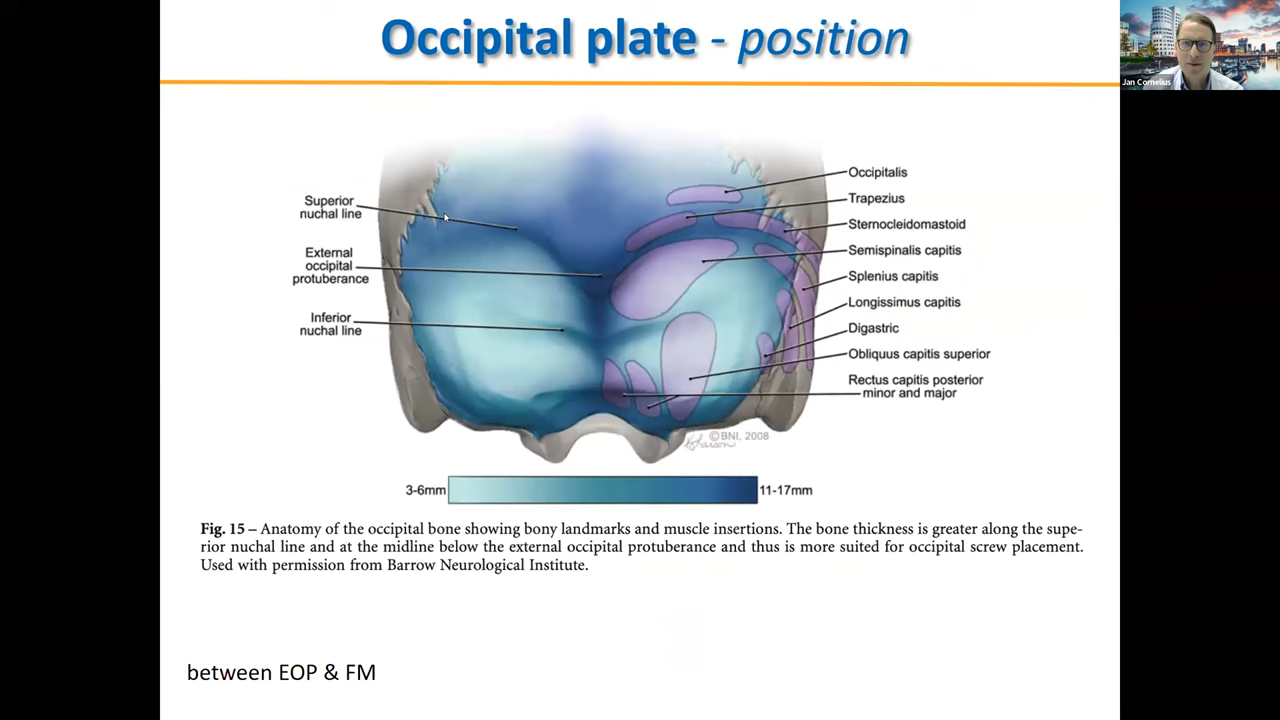 Occipital plate - position
Jan Cornelius
Superior
nuchal line
External
occipital
protuberance
Inferior
nuchal line
Occipitalis
Trapezius
Sternocleidomastoid
Semispinalis capitis
Splenius capitis
Longissimus capitis
Digastric
Obliquus capitis superior
Rectus capitis posterior
minor and major
©BNI, 2008
3-6mm
11-17mm
Fig. 15 – Anatomy of the occipital bone showing bony landmarks and muscle insertions. The bone thickness is greater along the supe-
rior nuchal line and at the midline below the external occipital protuberance and thus is more suited for occipital screw placement.
Used with permission from Barrow Neurological Institute.
between EOP & FM